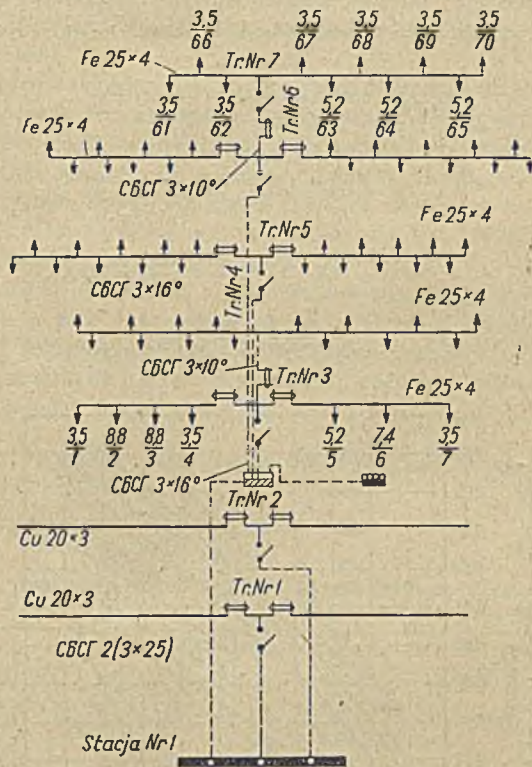 3,5/66 3,5/67 3,5/68 3,5/69 3,5/70
Fe 25×4 Tr.Nr 7
3,5/61 3,5/62 Tr.Nr 6 5,2/63 5,2/64 5,2/65
Fe 25×4
СБСГ 3×10°
Tr.Nr 5 Fe 25×4
Tr.Nr 4
СБСГ 3×16° Fe 25×4
СБСГ 3×10°
Tr.Nr 3 Fe 25×4
3,5/1 8,8/2 8,8/3 3,5/4 5,2/5 7,4/6 3,5/7
СБСГ 3×16°
Tr.Nr 2
Cu 20×3
Tr.Nr 1
Cu 20×3
СБСГ 2(3×25)
Stacja Nr 1